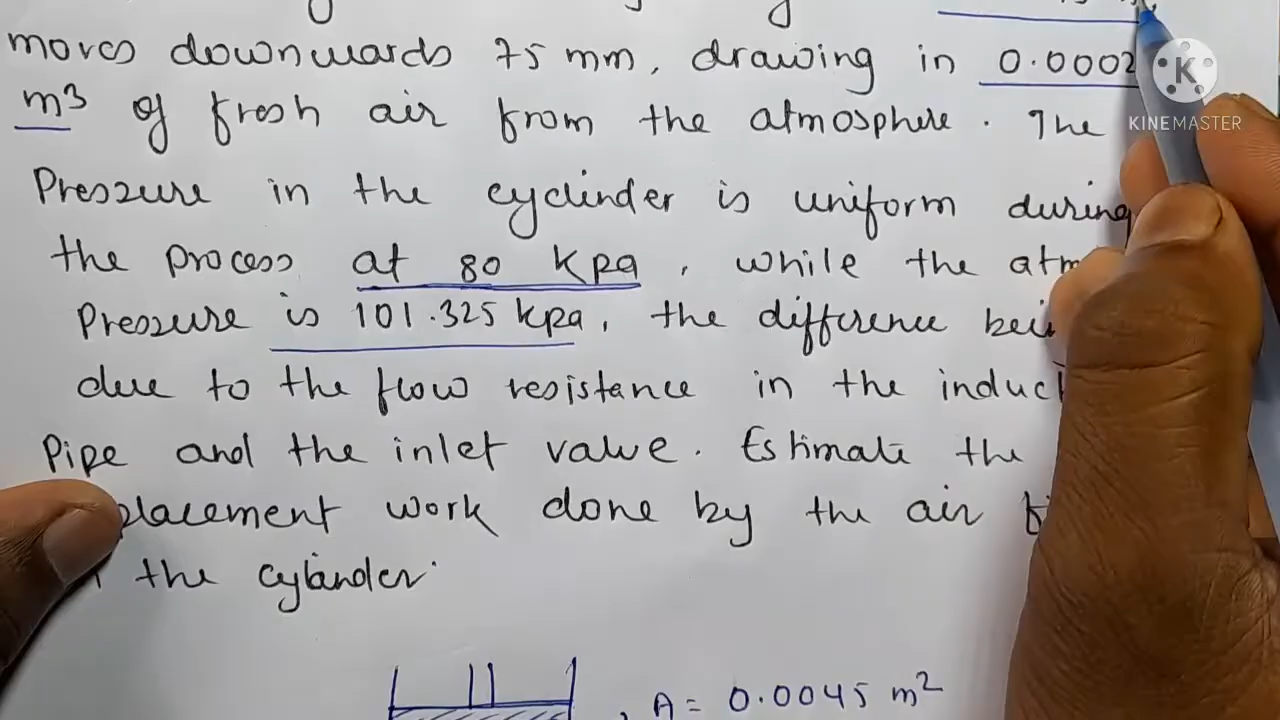 moves downwards 75 mm, drawing in 0.0002
m³ of fresh air from the atmosphere. The
KINEMASTER
Pressure in the cyclinder is uniform during
the process at 80 kpa, while the atm
Pressure is 101.325 kpa, the difference bei
due to the flow resistance in the induct
Pipe and the inlet valve. Estimate the
placement work done by the air f
the cylinder.
, A = 0.0045 m²